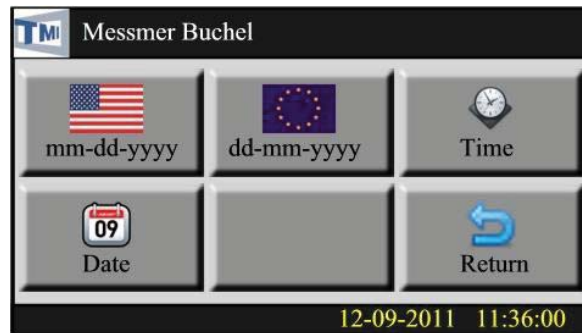 TMI Messmer Buchel
mm-dd-yyyy dd-mm-yyyy Time
09
Date Return
12-09-2011 11:36:00